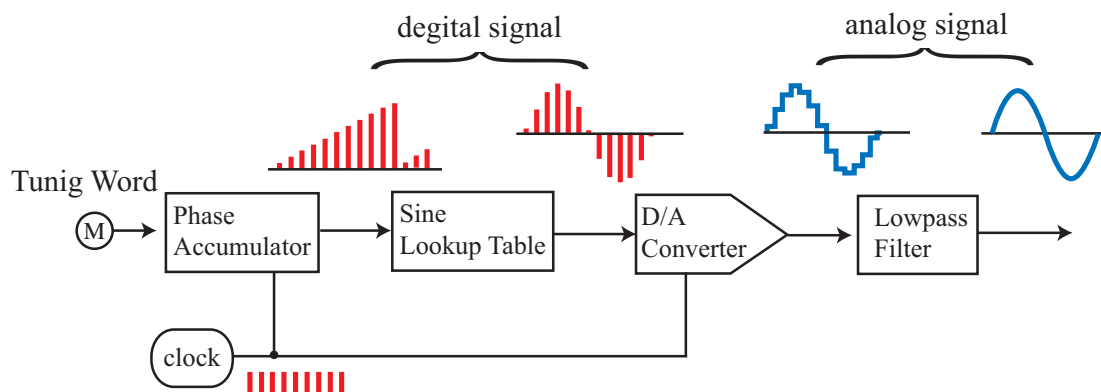 degital signal
analog signal
Tunig Word
M
Phase
Accumulator
Sine
Lookup Table
D/A
Converter
Lowpass
Filter
clock